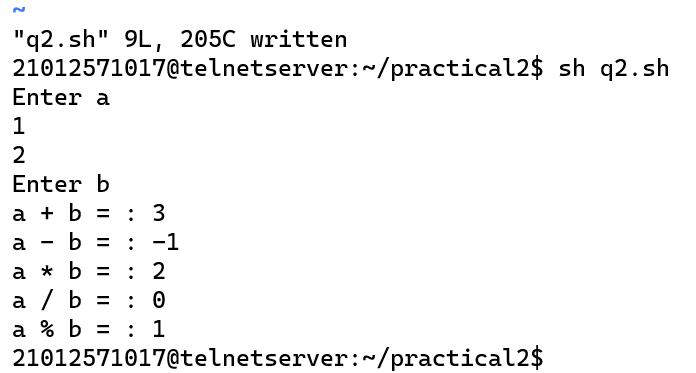 ~
"q2.sh" 9L, 205C written
21012571017@telnetserver:~/practical2$ sh q2.sh
Enter a
1
2
Enter b
a + b = : 3
a - b = : -1
a * b = : 2
a / b = : 0
a % b = : 1
21012571017@telnetserver:~/practical2$